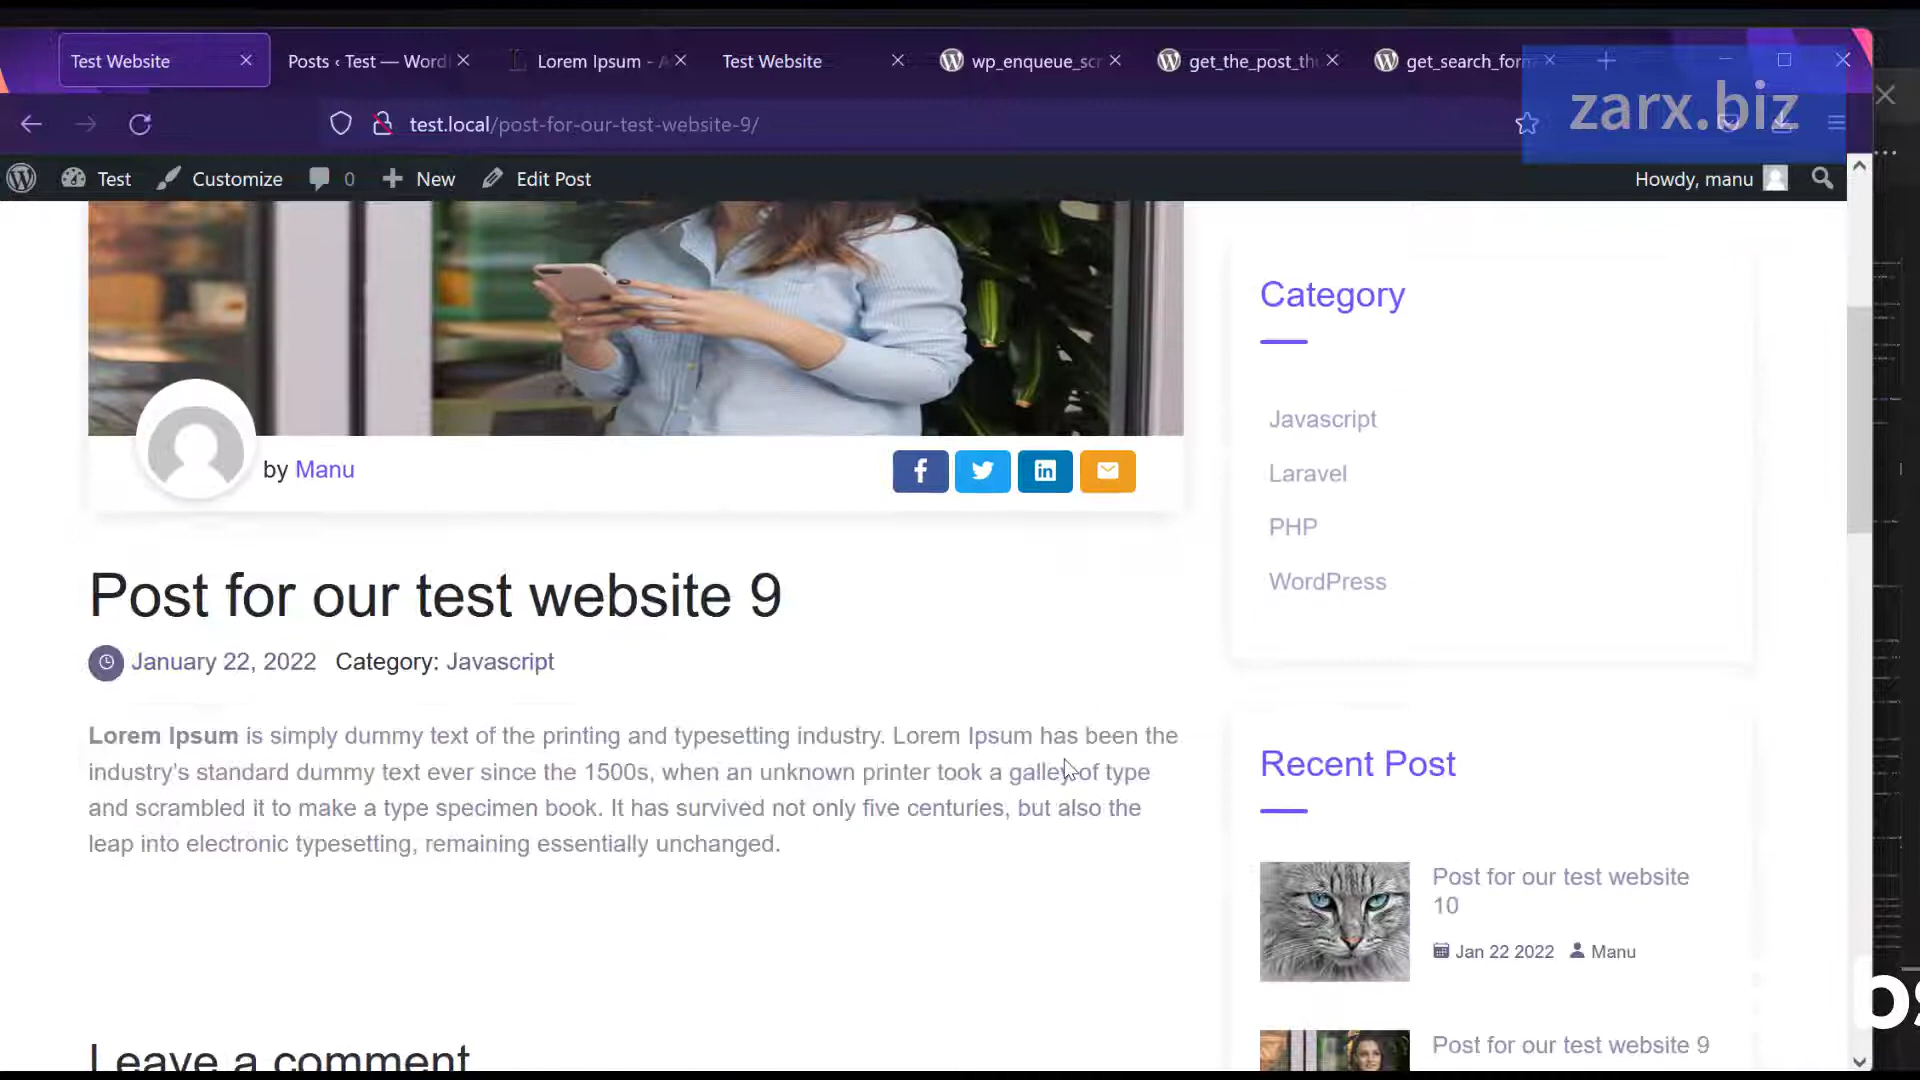 Test Website
Posts ‹ Test — Word
Lorem Ipsum - A
Test Website
wp_enqueue_scr
get_the_post_thu
get_search_form
zarx.biz
test.local/post-for-our-test-website-9/
Test
Customize
0
New
Edit Post
Howdy, manu
by Manu
Post for our test website 9
January 22, 2022 Category: Javascript
Lorem Ipsum is simply dummy text of the printing and typesetting industry. Lorem Ipsum has been the
industry's standard dummy text ever since the 1500s, when an unknown printer took a galley of type
and scrambled it to make a type specimen book. It has survived not only five centuries, but also the
leap into electronic typesetting, remaining essentially unchanged.
Leave a comment
Category
Javascript
Laravel
PHP
WordPress
Recent Post
Post for our test website
10
Jan 22 2022 Manu
Post for our test website 9